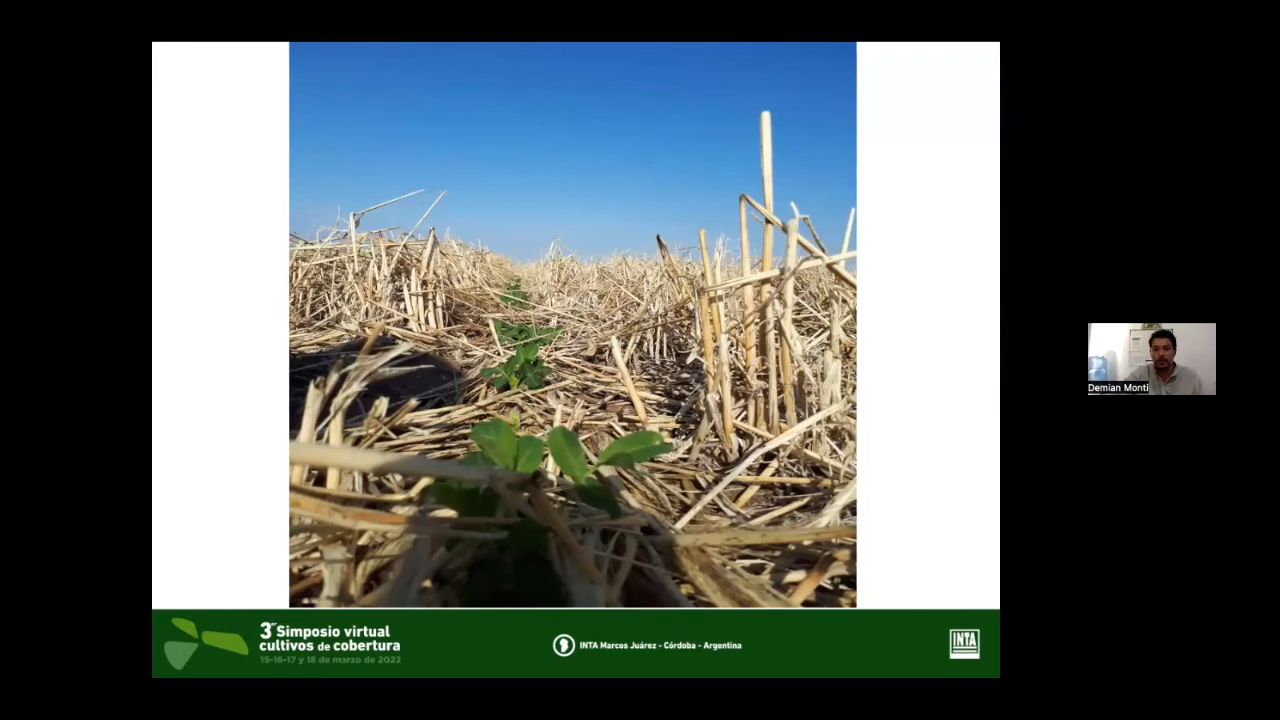 3er Simposio virtual
cultivos de cobertura
15-16-17 y 18 de marzo de 2022
INTA Marcos Juárez - Córdoba - Argentina
INTA
Demian Monti